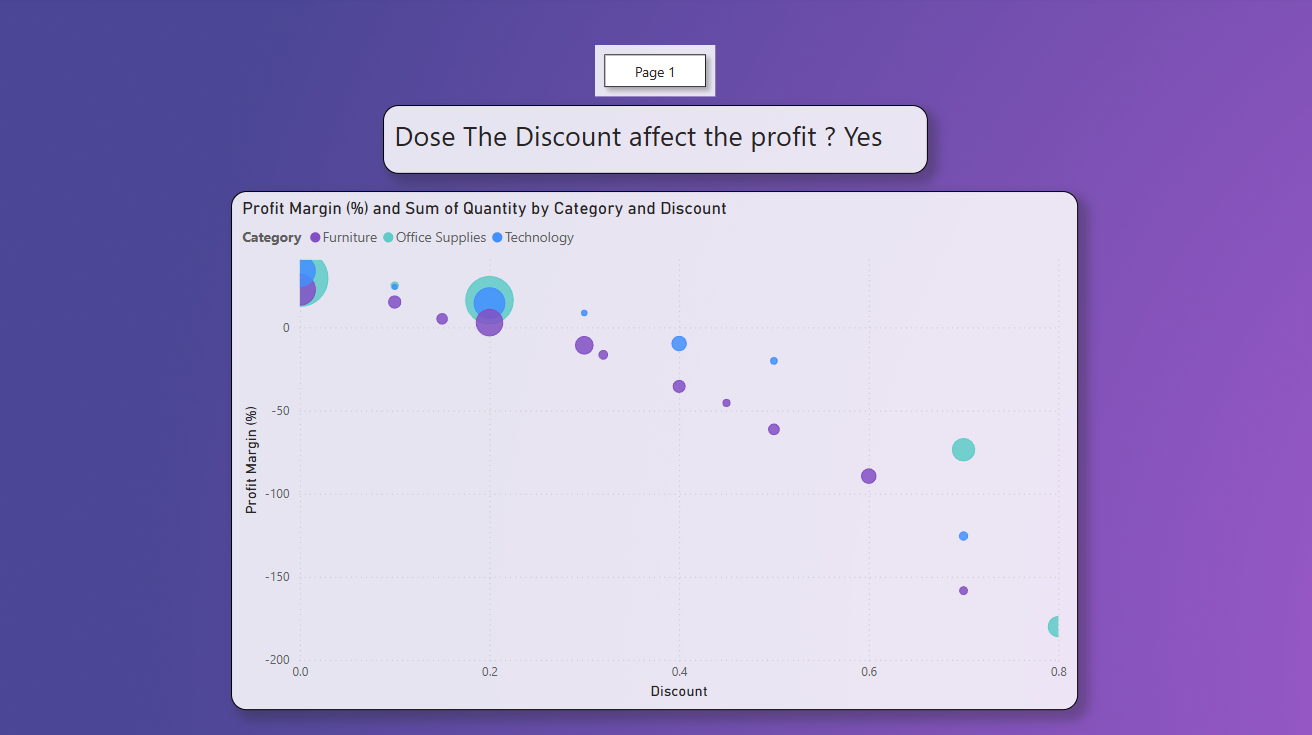 Page 1
Dose The Discount affect the profit ? Yes
Profit Margin (%) and Sum of Quantity by Category and Discount
Category Furniture Office Supplies Technology
Profit Margin (%)
0
-50
-100
-150
-200
0.0 0.2 0.4 0.6 0.8
Discount